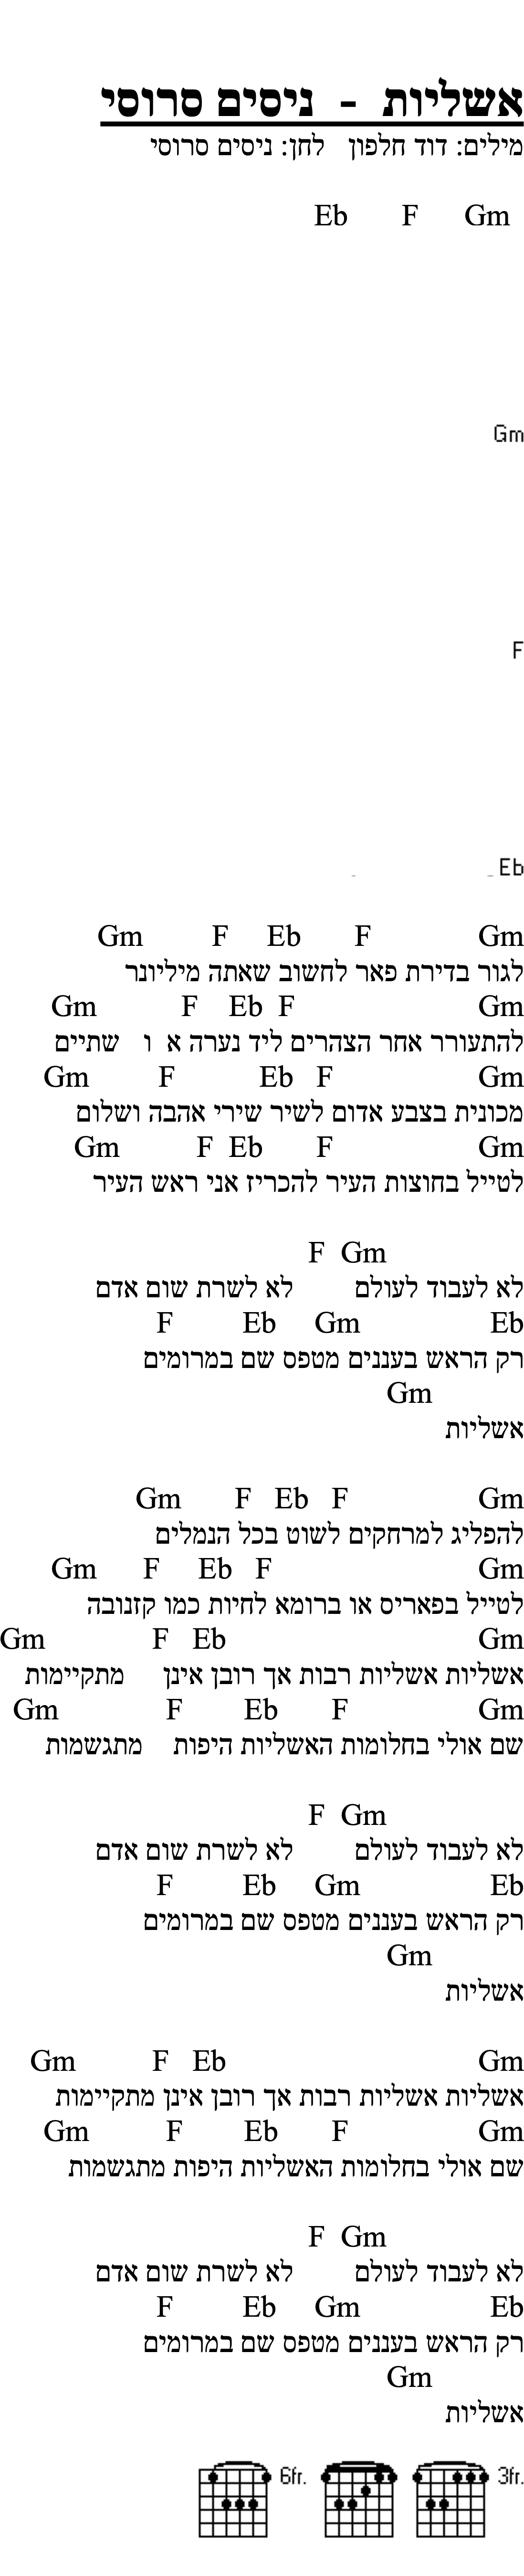 אשליות - ניסים סרוסי
מילים: דוד חלפון לחן: ניסים סרוסי
Eb F Gm
Gm
F
Eb
Gm F Eb F Gm
לגור בדירת פאר לחשוב שאתה מיליונר
Gm F Eb F Gm
להתעורר אחר הצהרים ליד נערה א ו שתיים
Gm F Eb F Gm
מכונית בצבע אדום לשיר שירי אהבה ושלום
Gm F Eb F Gm
לטייל בחוצות העיר להכריז אני ראש העיר
F Gm
לא לעבוד לעולם לא לשרת שום אדם
F Eb Gm Eb
רק הראש בעננים מטפס שם במרומים
Gm
אשליות
Gm F Eb F Gm
להפליג למרחקים לשוט בכל הנמלים
Gm F Eb F Gm
לטייל בפאריס או ברומא לחיות כמו קזנובה
Gm F Eb Gm
אשליות אשליות רבות אך רובן אינן מתקיימות
Gm F Eb F Gm
שם אולי בחלומות האשליות היפות מתגשמות
F Gm
לא לעבוד לעולם לא לשרת שום אדם
F Eb Gm Eb
רק הראש בעננים מטפס שם במרומים
Gm
אשליות
Gm F Eb Gm
אשליות אשליות רבות אך רובן אינן מתקיימות
Gm F Eb F Gm
שם אולי בחלומות האשליות היפות מתגשמות
F Gm
לא לעבוד לעולם לא לשרת שום אדם
F Eb Gm Eb
רק הראש בעננים מטפס שם במרומים
Gm
אשליות
6fr. 3fr.